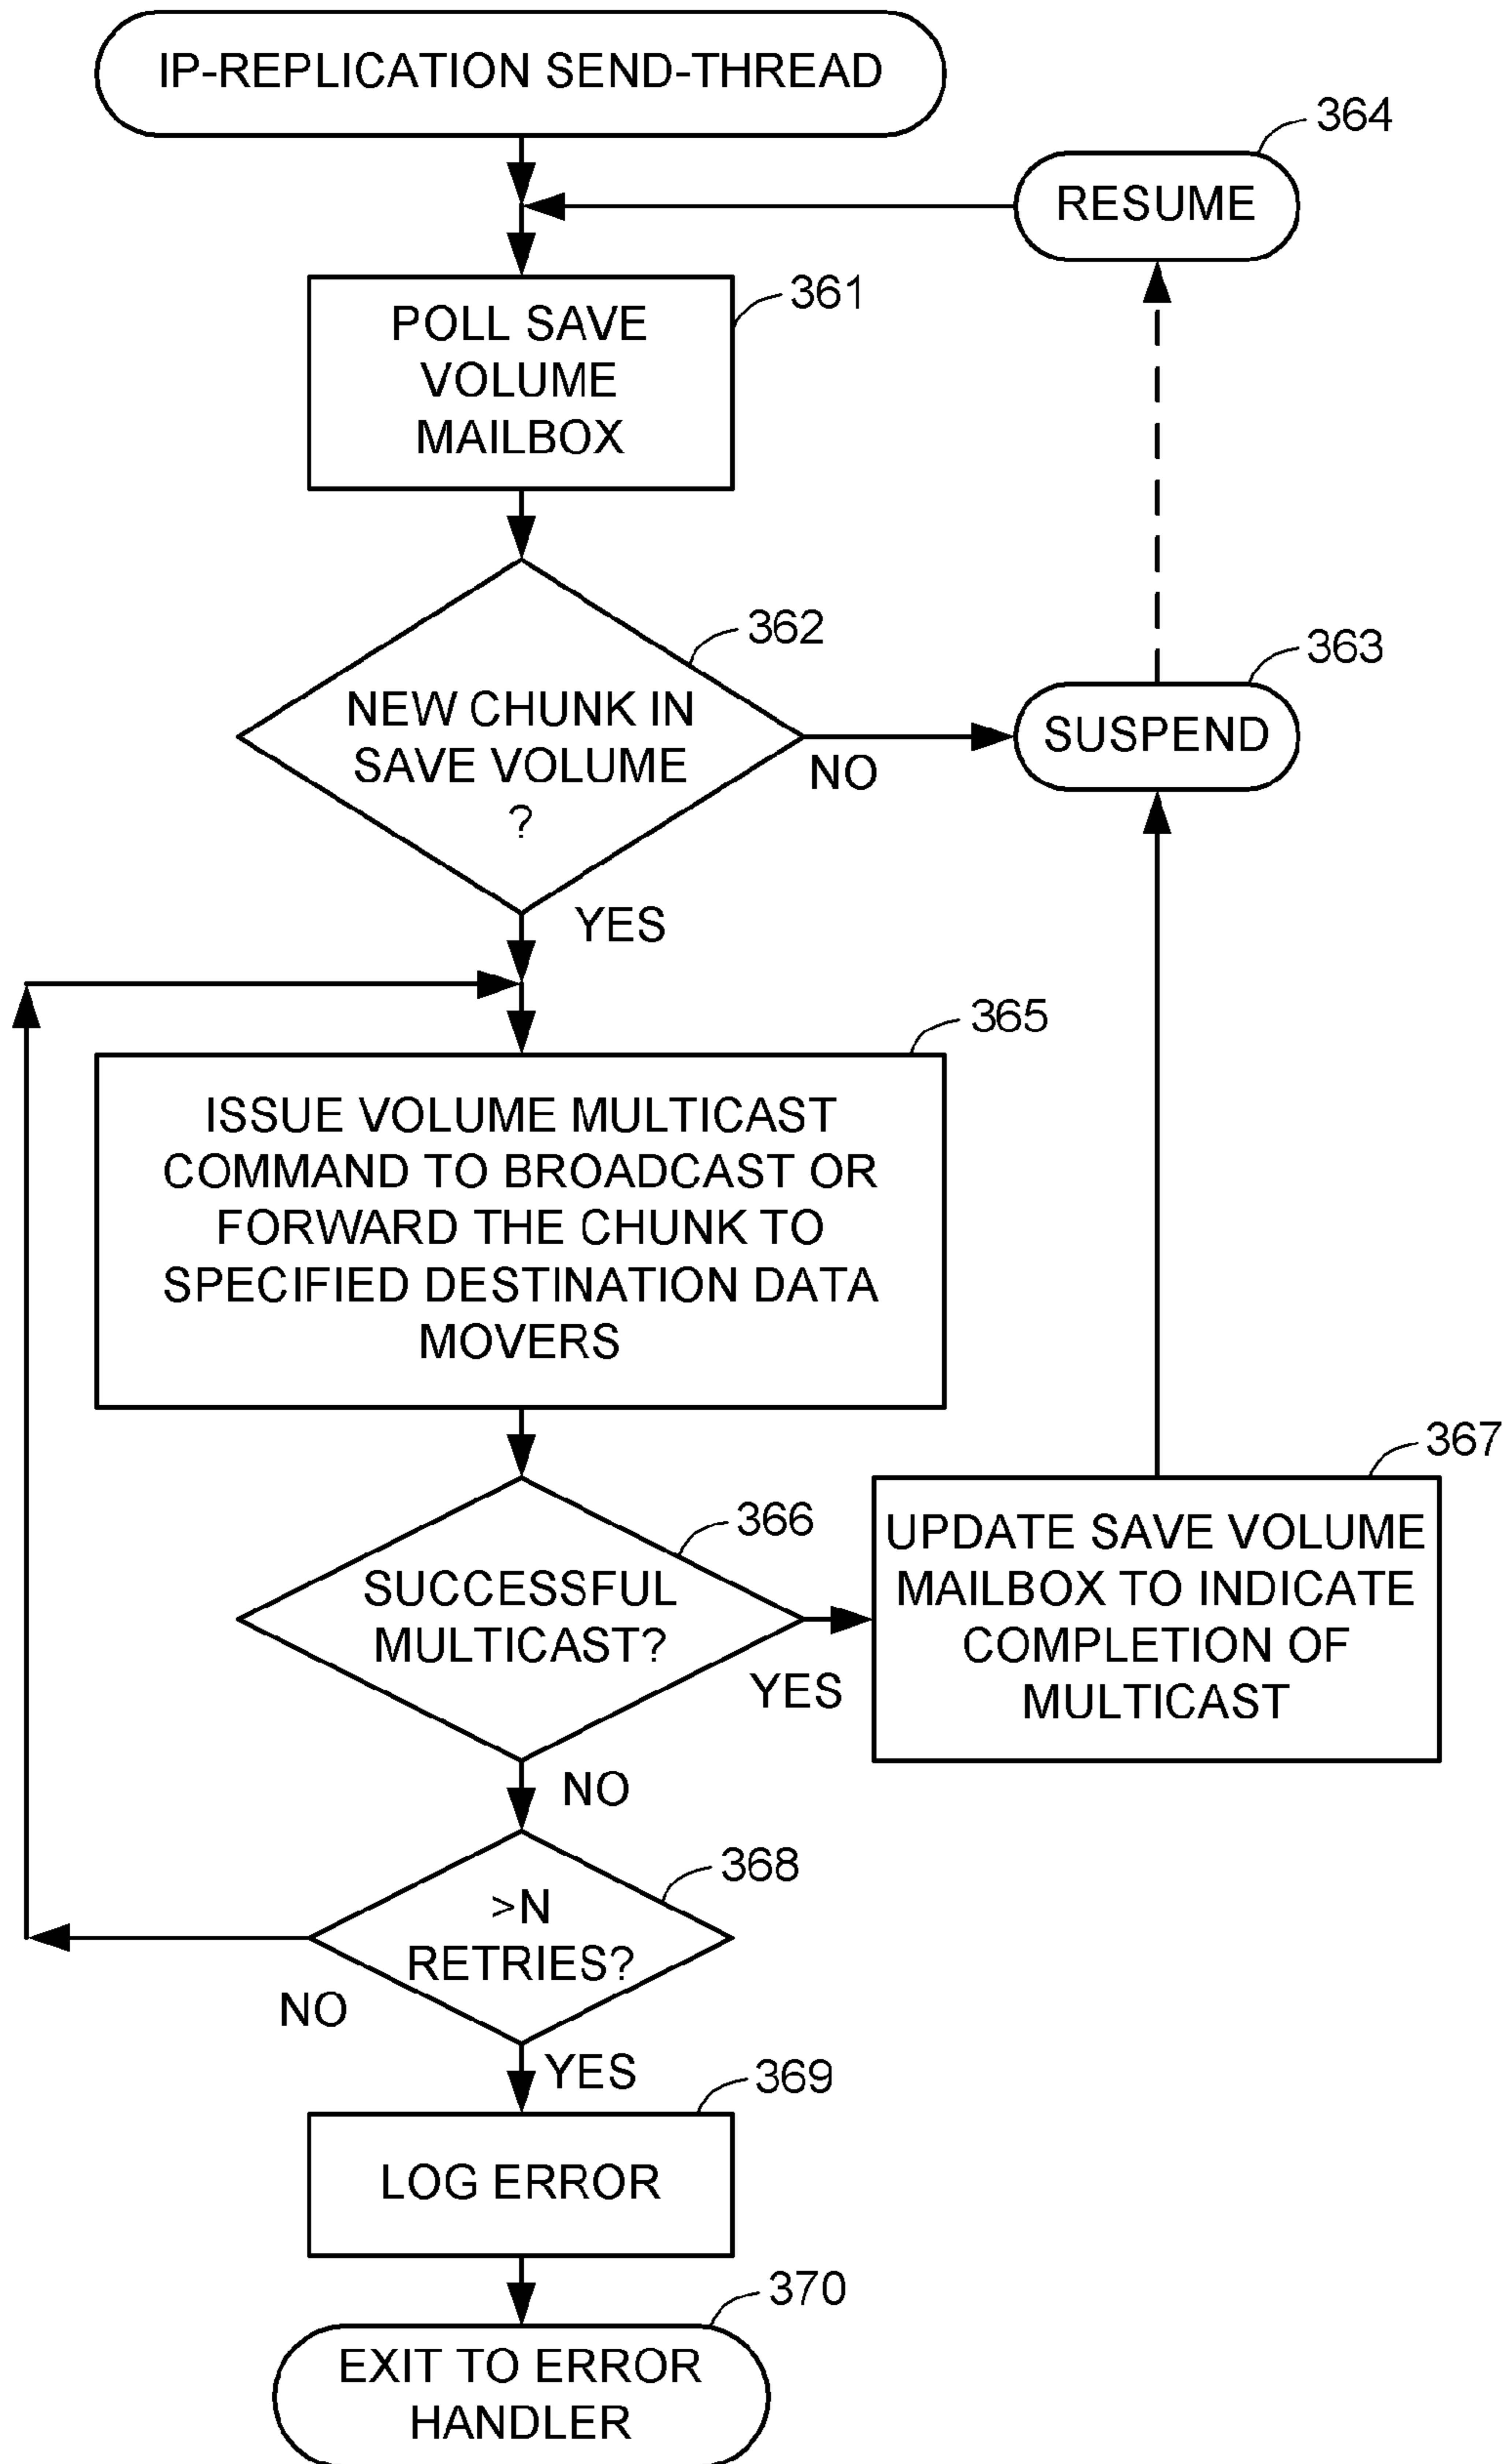 IP-REPLICATION SEND-THREAD
364
RESUME
361
POLL SAVE
VOLUME
MAILBOX
362
NEW CHUNK IN
SAVE VOLUME
?
NO
363
SUSPEND
YES
365
ISSUE VOLUME MULTICAST
COMMAND TO BROADCAST OR
FORWARD THE CHUNK TO
SPECIFIED DESTINATION DATA
MOVERS
366
SUCCESSFUL
MULTICAST?
YES
367
UPDATE SAVE VOLUME
MAILBOX TO INDICATE
COMPLETION OF
MULTICAST
NO
368
>N
RETRIES?
NO
YES
369
LOG ERROR
370
EXIT TO ERROR
HANDLER